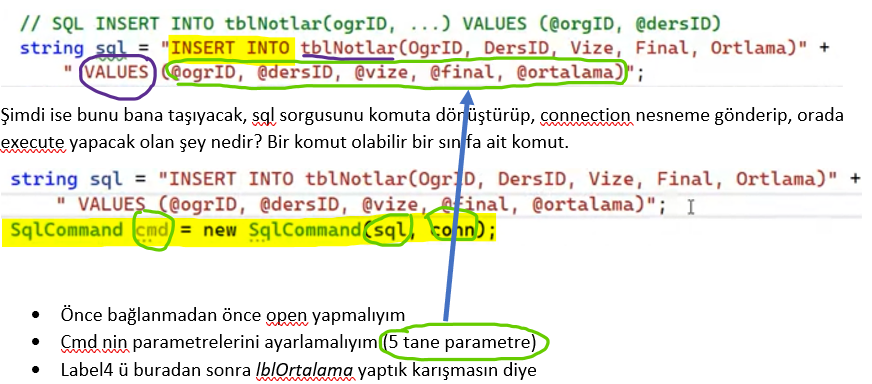 // SQL INSERT INTO tblNotlar(ogrID, ...) VALUES (@orgID, @dersID)
string sql = "INSERT INTO tblNotlar(OgrID, DersID, Vize, Final, Ortlama)" +
" VALUES (@ogrID, @dersID, @vize, @final, @ortalama)";
Şimdi ise bunu bana taşıyacak, sql sorgusunu komuta dönüştürüp, connection nesneme gönderip, orada
execute yapacak olan şey nedir? Bir komut olabilir bir sınıfa ait komut.
string sql = "INSERT INTO tblNotlar(OgrID, DersID, Vize, Final, Ortlama)" +
" VALUES (@ogrID, @dersID, @vize, @final, @ortalama)";
SqlCommand cmd = new SqlCommand(sql, conn);
• Önce bağlanmadan önce open yapmalıyım
• Cmd nin parametrelerini ayarlamalıyım (5 tane parametre)
• Label4 ü buradan sonra lblOrtalama yaptık karışmasın diye